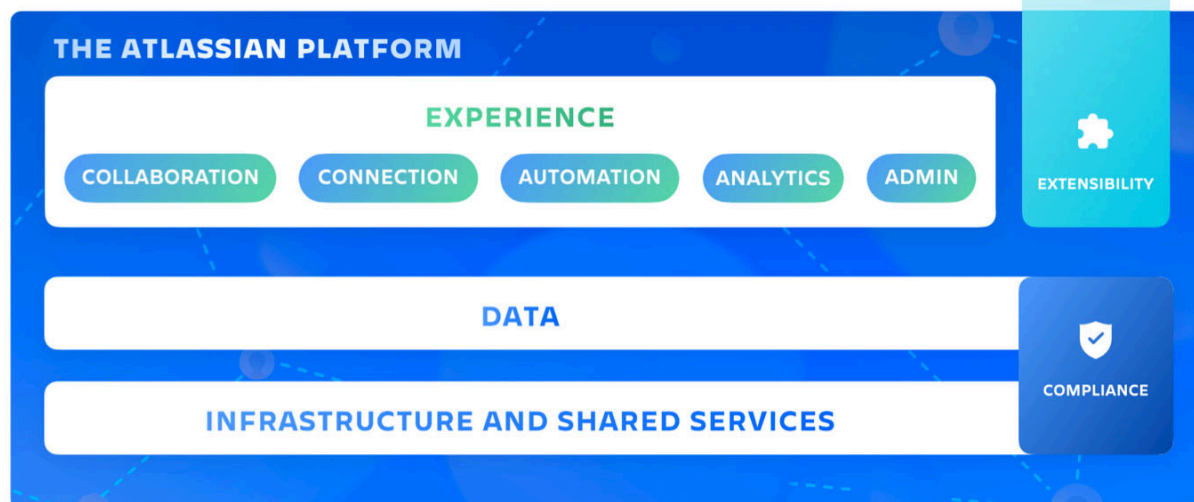 THE ATLASSIAN PLATFORM
EXPERIENCE
COLLABORATION CONNECTION AUTOMATION ANALYTICS ADMIN
EXTENSIBILITY
DATA
COMPLIANCE
INFRASTRUCTURE AND SHARED SERVICES